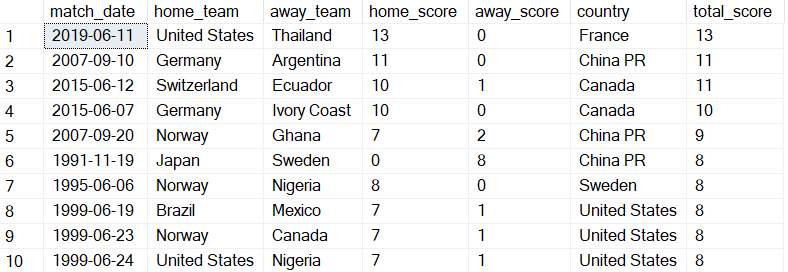 match_date home_team away_team home_score away_score country total_score
1 2019-06-11 United States Thailand 13 0 France 13
2 2007-09-10 Germany Argentina 11 0 China PR 11
3 2015-06-12 Switzerland Ecuador 10 1 Canada 11
4 2015-06-07 Germany Ivory Coast 10 0 Canada 10
5 2007-09-20 Norway Ghana 7 2 China PR 9
6 1991-11-19 Japan Sweden 0 8 China PR 8
7 1995-06-06 Norway Nigeria 8 0 Sweden 8
8 1999-06-19 Brazil Mexico 7 1 United States 8
9 1999-06-23 Norway Canada 7 1 United States 8
10 1999-06-24 United States Nigeria 7 1 United States 8